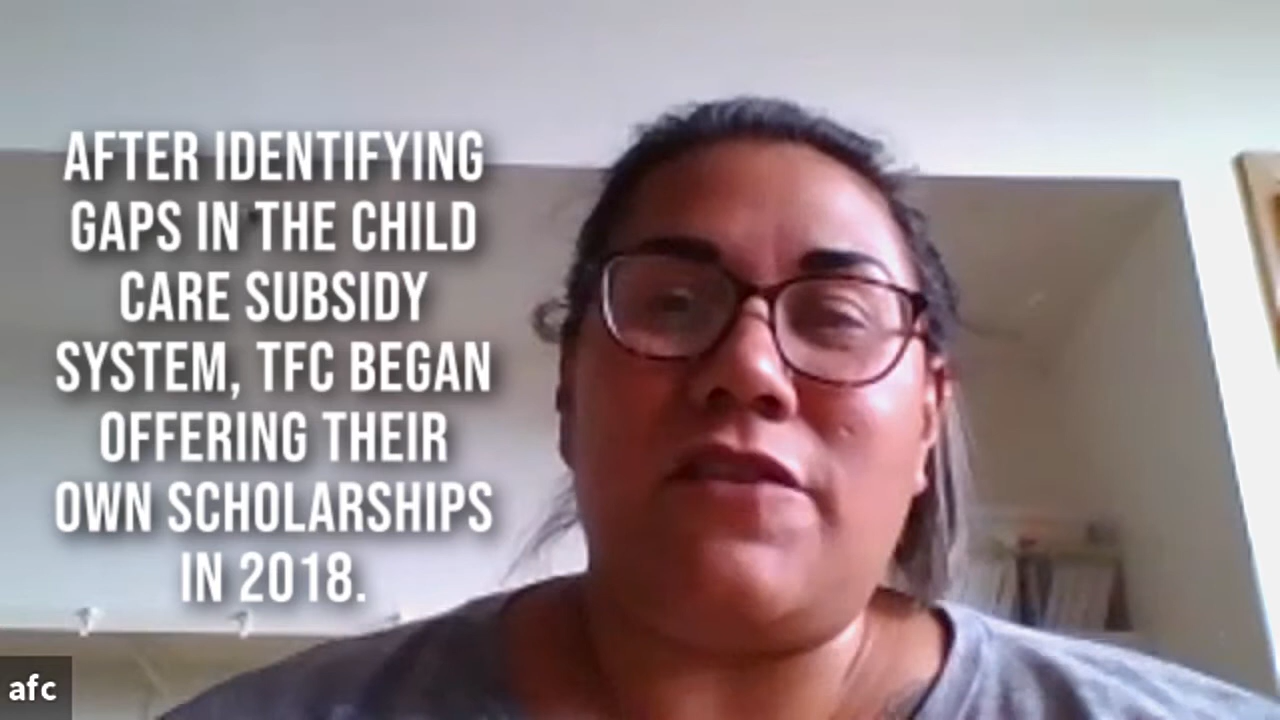 AFTER IDENTIFYING
GAPS IN THE CHILD
CARE SUBSIDY
SYSTEM, TFC BEGAN
OFFERING THEIR
OWN SCHOLARSHIPS
IN 2018.
afc